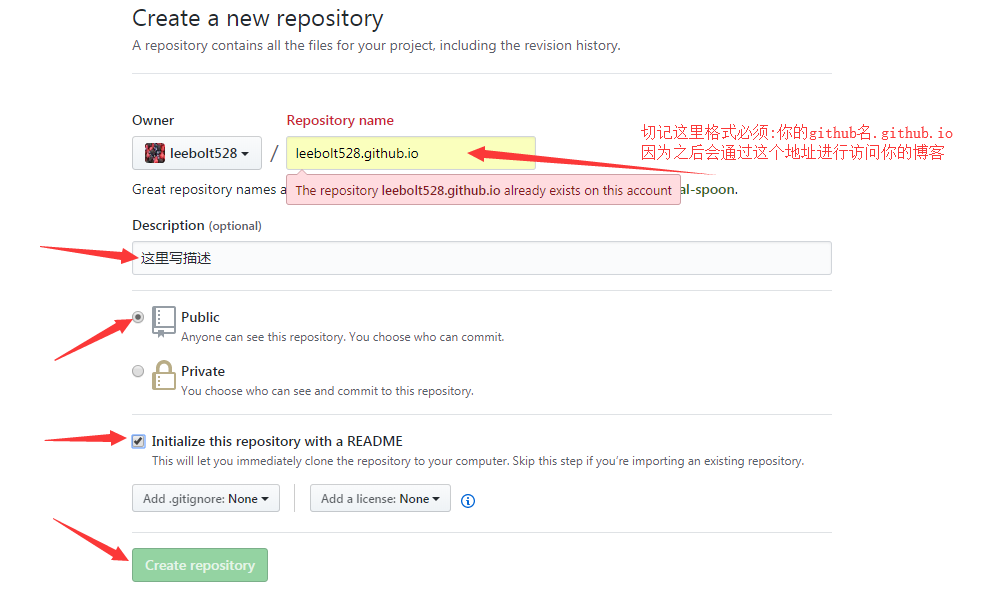 Create a new repository
A repository contains all the files for your project, including the revision history.
Owner
Repository name
leebolt528 / leebolt528.github.io
切记这里格式必须:你的github名.github.io
因为之后会通过这个地址进行访问你的博客
Great repository names a
The repository leebolt528.github.io already exists on this account
al-spoon.
Description (optional)
这里写描述
Public
Anyone can see this repository. You choose who can commit.
Private
You choose who can see and commit to this repository.
Initialize this repository with a README
This will let you immediately clone the repository to your computer. Skip this step if you’re importing an existing repository.
Add .gitignore: None
Add a license: None
Create repository